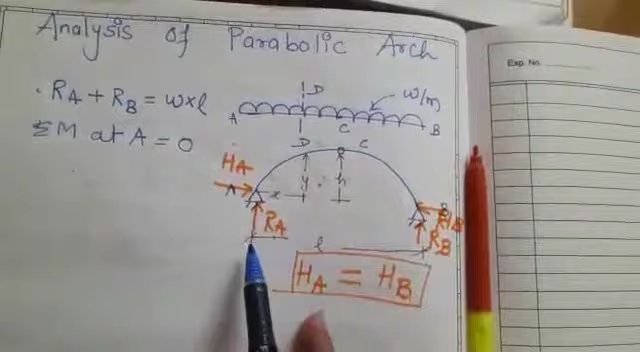 Analysis of Parabolic Arch
Exp. No.
RA + RB = w×l
ΣM at A = 0
D
w/m
A
C
B
D
C
HA
A
x
y
h
B
HB
RA
RB
l
HA = HB